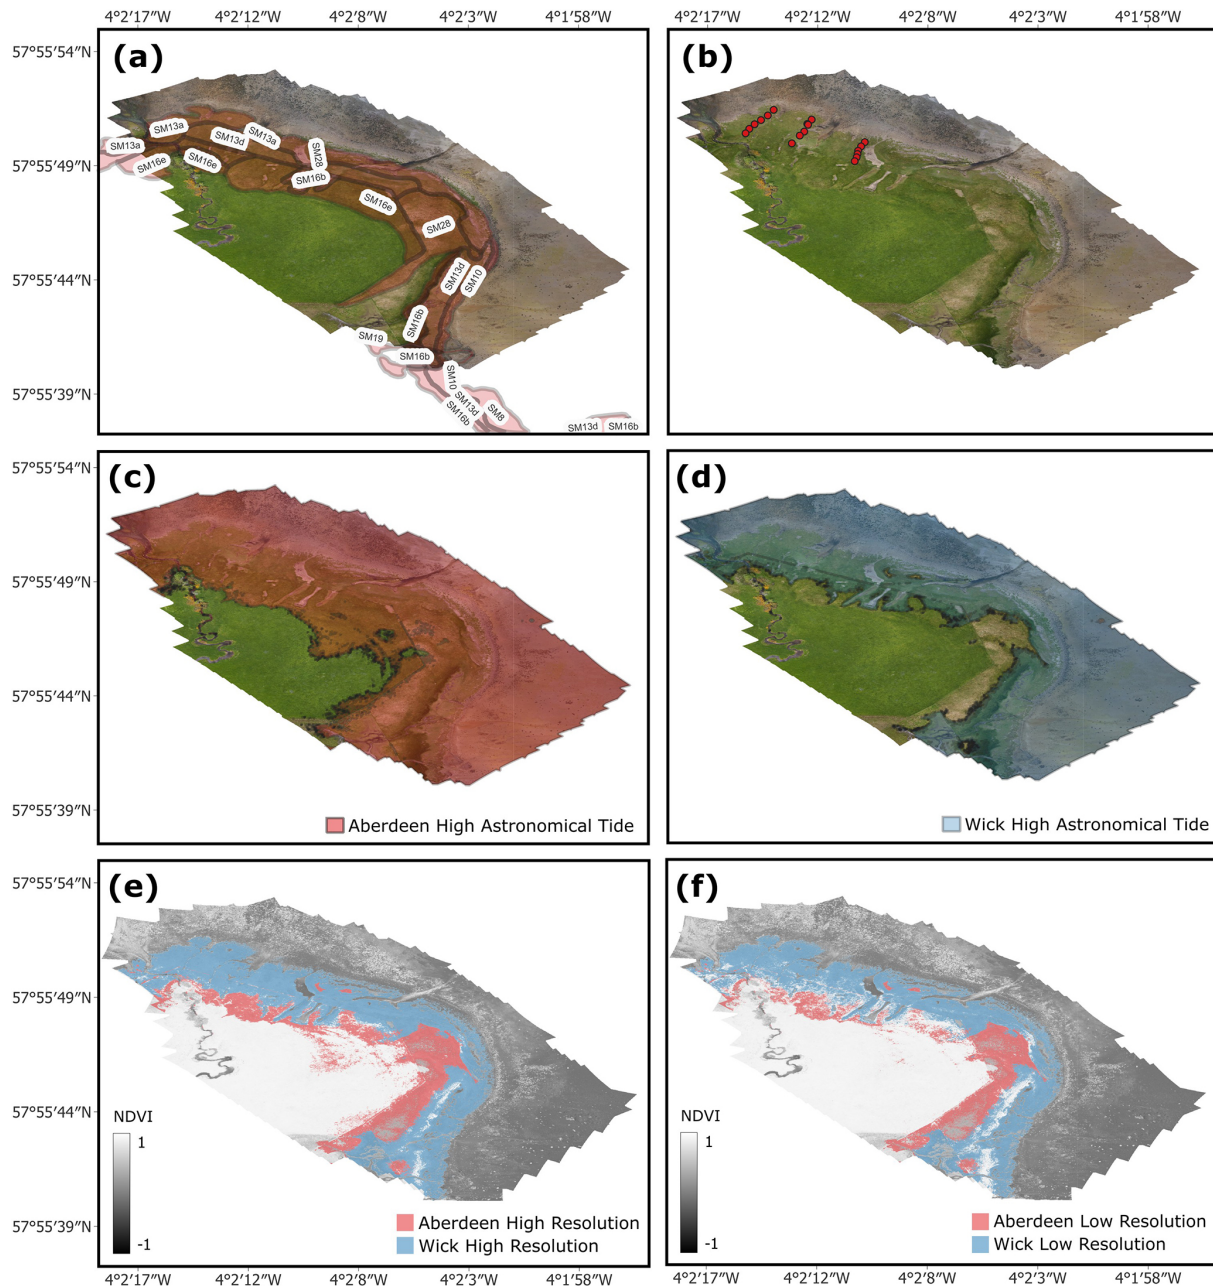 4°2′17″W 4°2′12″W 4°2′8″W 4°2′3″W 4°1′58″W 4°2′17″W 4°2′12″W 4°2′8″W 4°2′3″W 4°1′58″W
57°55′54″N
(a)
SM13a
SM13d
SM13a
SM13a
SM28
SM16e
SM16e
57°55′49″N
SM16b
SM16e
SM28
SM13d
SM10
57°55′44″N
SM16b
SM19
SM16b
SM10
57°55′39″N
SM13d
SM8
SM16b
SM13d
SM16b
(b)
57°55′54″N
(c)
57°55′49″N
57°55′44″N
57°55′39″N
Aberdeen High Astronomical Tide
(d)
Wick High Astronomical Tide
57°55′54″N
(e)
57°55′49″N
57°55′44″N
NDVI
1
-1
57°55′39″N
Aberdeen High Resolution
Wick High Resolution
(f)
NDVI
1
-1
Aberdeen Low Resolution
Wick Low Resolution
4°2′17″W 4°2′12″W 4°2′8″W 4°2′3″W 4°1′58″W 4°2′17″W 4°2′12″W 4°2′8″W 4°2′3″W 4°1′58″W